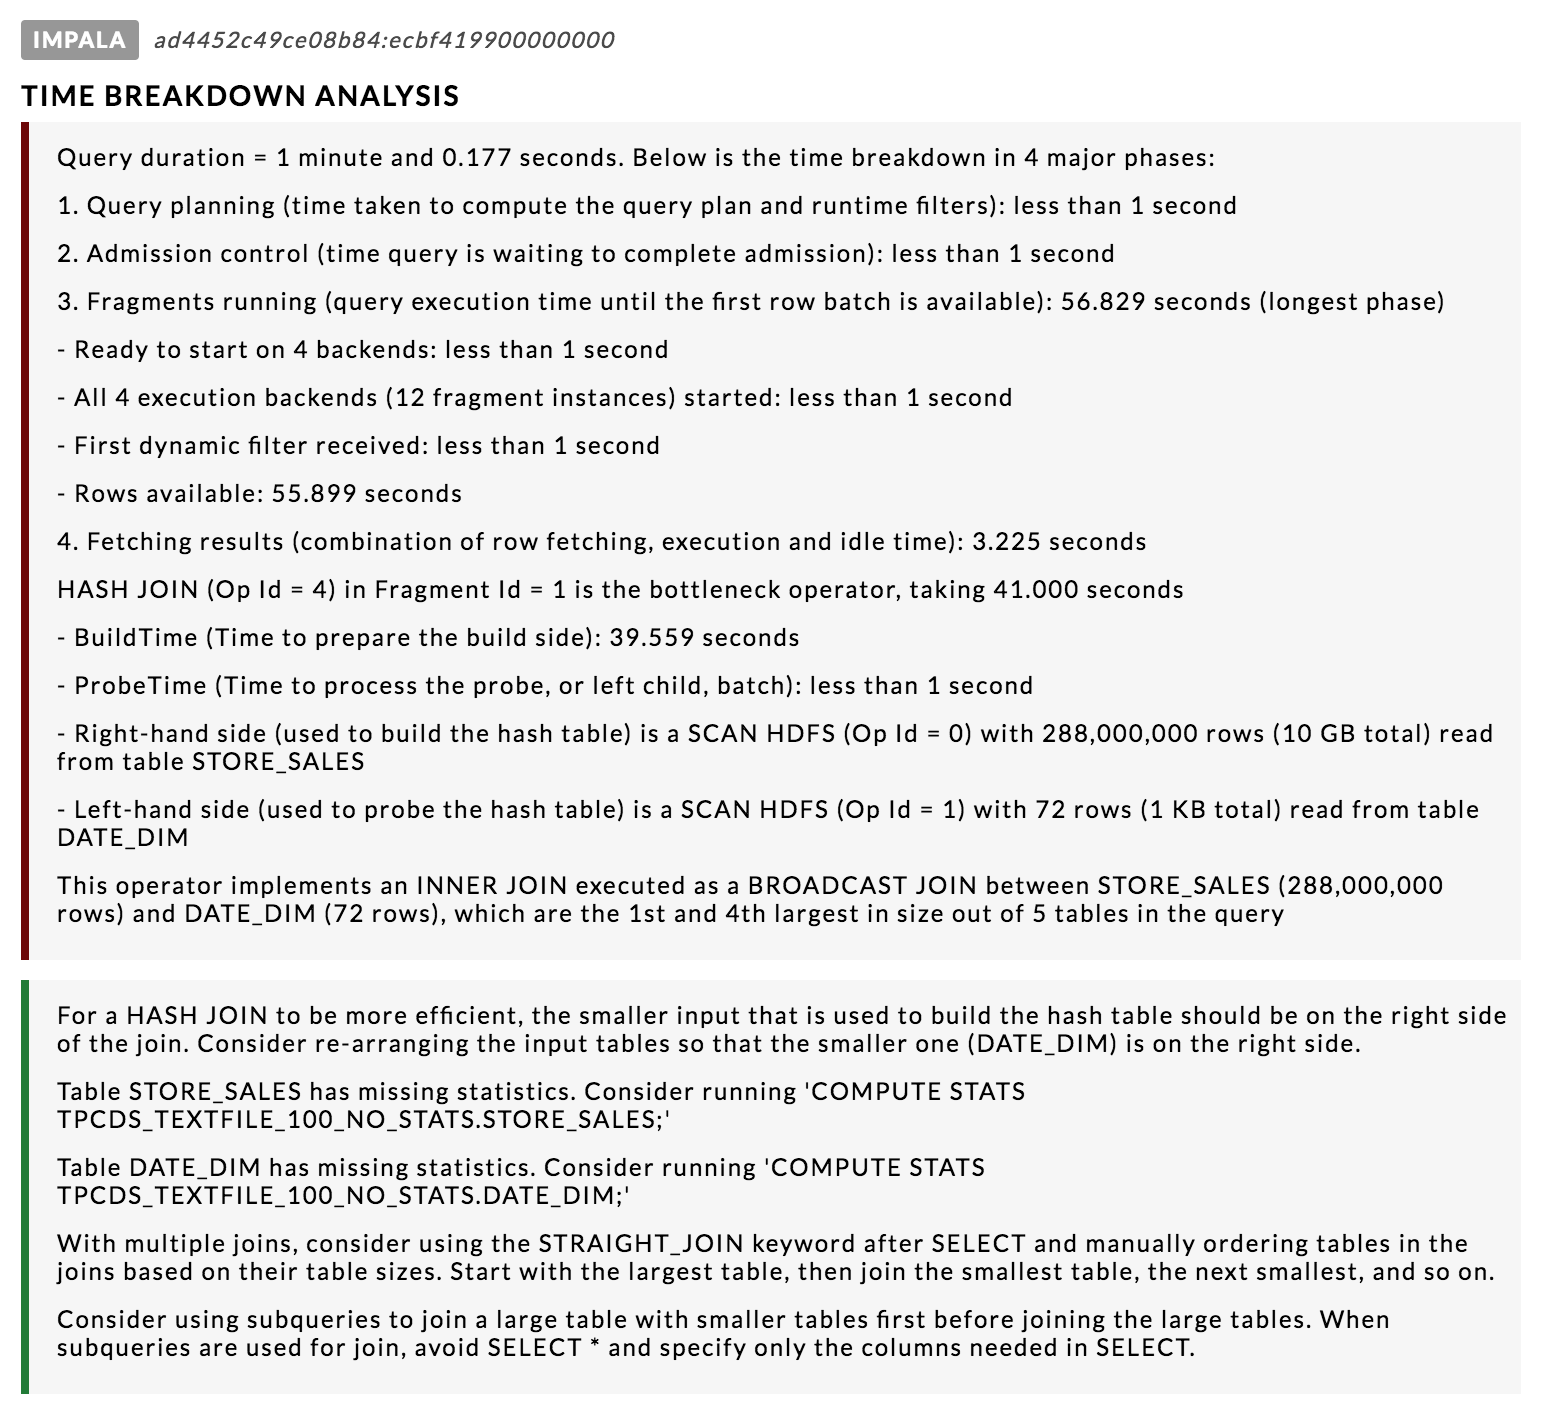 IMPALA ad4452c49ce08b84:ecbf419900000000
TIME BREAKDOWN ANALYSIS
Query duration = 1 minute and 0.177 seconds. Below is the time breakdown in 4 major phases:
1. Query planning (time taken to compute the query plan and runtime filters): less than 1 second
2. Admission control (time query is waiting to complete admission): less than 1 second
3. Fragments running (query execution time until the first row batch is available): 56.829 seconds (longest phase)
- Ready to start on 4 backends: less than 1 second
- All 4 execution backends (12 fragment instances) started: less than 1 second
- First dynamic filter received: less than 1 second
- Rows available: 55.899 seconds
4. Fetching results (combination of row fetching, execution and idle time): 3.225 seconds
HASH JOIN (Op Id = 4) in Fragment Id = 1 is the bottleneck operator, taking 41.000 seconds
- BuildTime (Time to prepare the build side): 39.559 seconds
- ProbeTime (Time to process the probe, or left child, batch): less than 1 second
- Right-hand side (used to build the hash table) is a SCAN HDFS (Op Id = 0) with 288,000,000 rows (10 GB total) read
from table STORE_SALES
- Left-hand side (used to probe the hash table) is a SCAN HDFS (Op Id = 1) with 72 rows (1 KB total) read from table
DATE_DIM
This operator implements an INNER JOIN executed as a BROADCAST JOIN between STORE_SALES (288,000,000
rows) and DATE_DIM (72 rows), which are the 1st and 4th largest in size out of 5 tables in the query
For a HASH JOIN to be more efficient, the smaller input that is used to build the hash table should be on the right side
of the join. Consider re-arranging the input tables so that the smaller one (DATE_DIM) is on the right side.
Table STORE_SALES has missing statistics. Consider running 'COMPUTE STATS
TPCDS_TEXTFILE_100_NO_STATS.STORE_SALES;'
Table DATE_DIM has missing statistics. Consider running 'COMPUTE STATS
TPCDS_TEXTFILE_100_NO_STATS.DATE_DIM;'
With multiple joins, consider using the STRAIGHT_JOIN keyword after SELECT and manually ordering tables in the
joins based on their table sizes. Start with the largest table, then join the smallest table, the next smallest, and so on.
Consider using subqueries to join a large table with smaller tables first before joining the large tables. When
subqueries are used for join, avoid SELECT * and specify only the columns needed in SELECT.